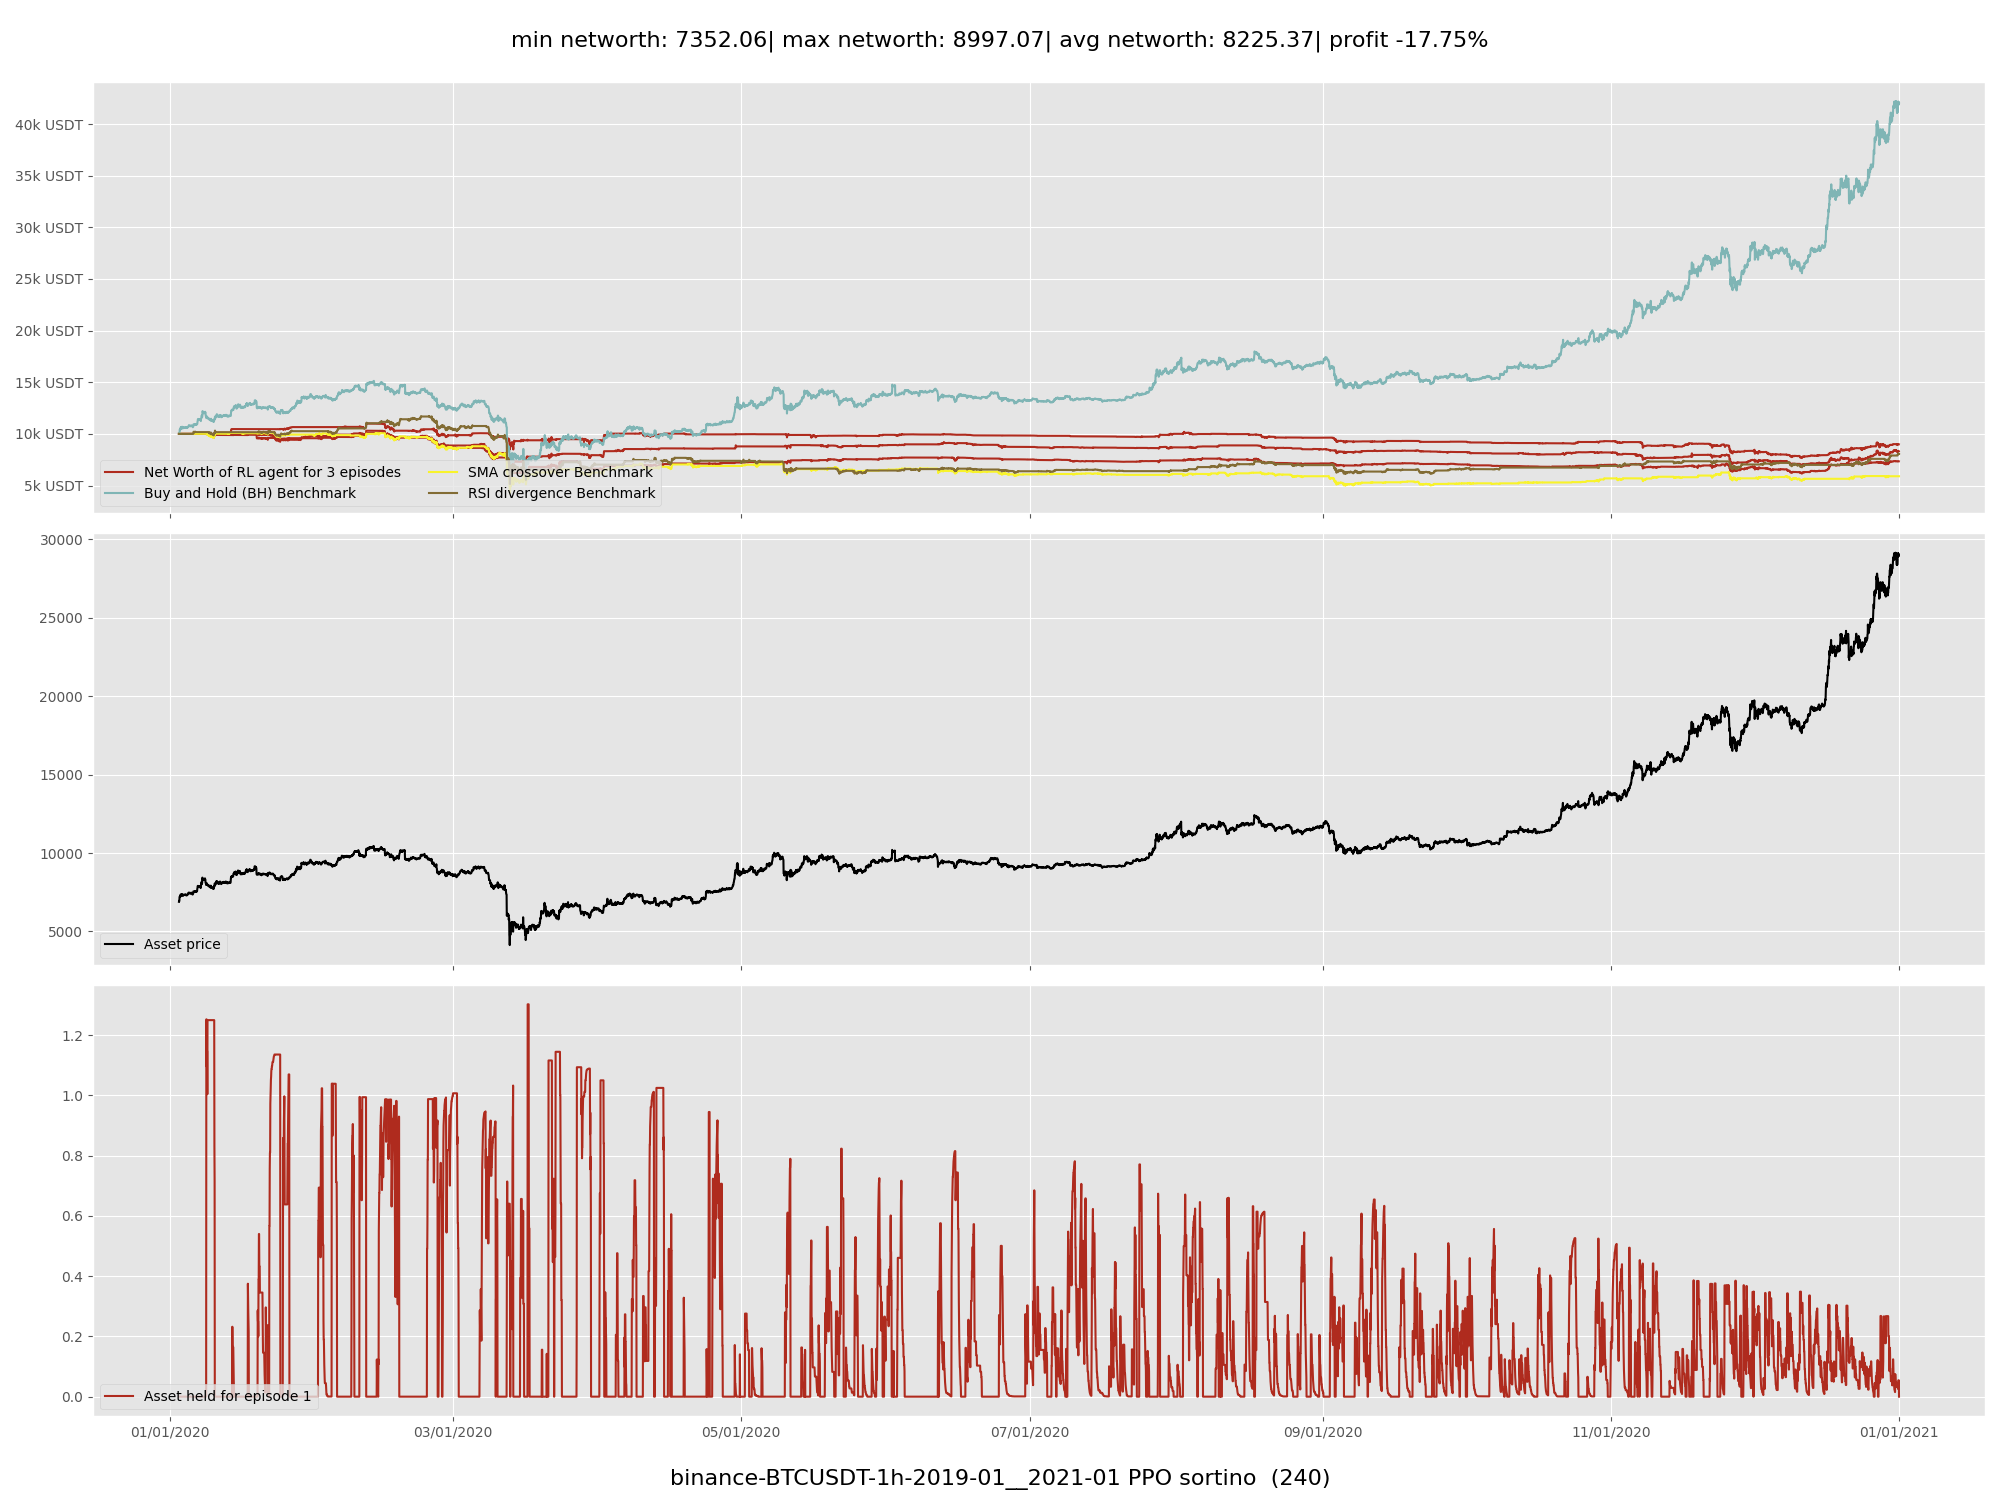 min networth: 7352.06| max networth: 8997.07| avg networth: 8225.37| profit -17.75%
40k USDT
35k USDT
30k USDT
25k USDT
20k USDT
15k USDT
10k USDT
5k USDT
Net Worth of RL agent for 3 episodes
Buy and Hold (BH) Benchmark
SMA crossover Benchmark
RSI divergence Benchmark
30000
25000
20000
15000
10000
5000
Asset price
1.2
1.0
0.8
0.6
0.4
0.2
0.0
Asset held for episode 1
01/01/2020 03/01/2020 05/01/2020 07/01/2020 09/01/2020 11/01/2020 01/01/2021
binance-BTCUSDT-1h-2019-01__2021-01 PPO sortino (240)